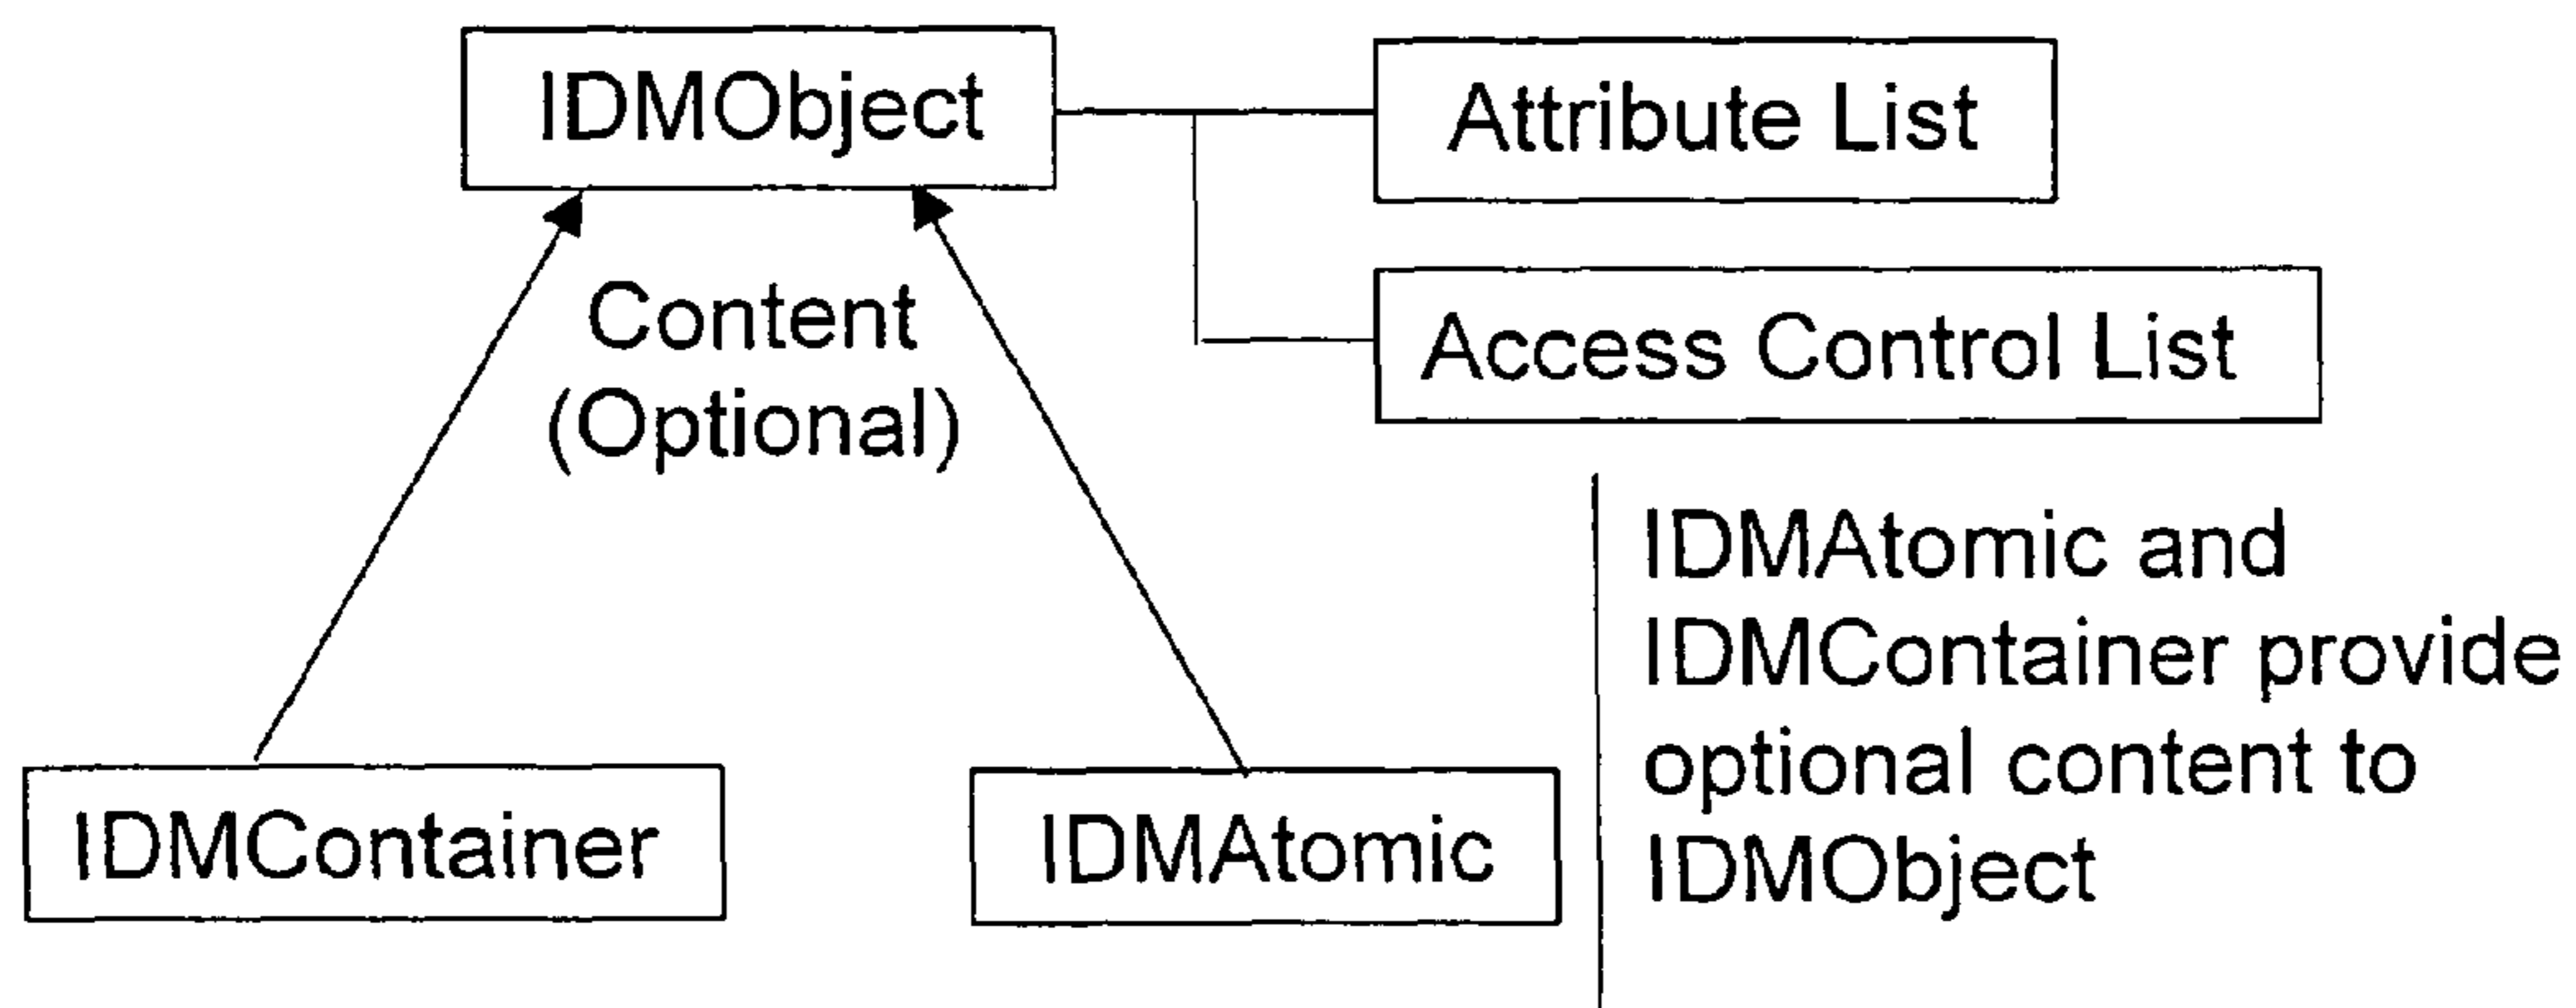 IDMObject
Attribute List
Access Control List
Content
(Optional)
IDMContainer
IDMAtomic
IDMAtomic and
IDMContainer provide
optional content to
IDMObject